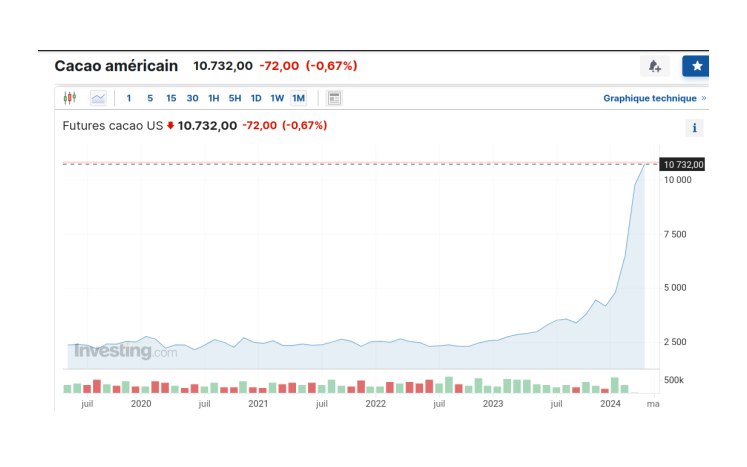 Cacao américain 10.732,00 -72,00 (-0,67%)
1 5 15 30 1H 5H 1D 1W 1M Graphique technique »
Futures cacao US 10.732,00 -72,00 (-0,67%)
10 732,00
10 000
7 500
5 000
2 500
Investing.com
500k
juil 2020 juil 2021 juil 2022 juil 2023 juil 2024 ma